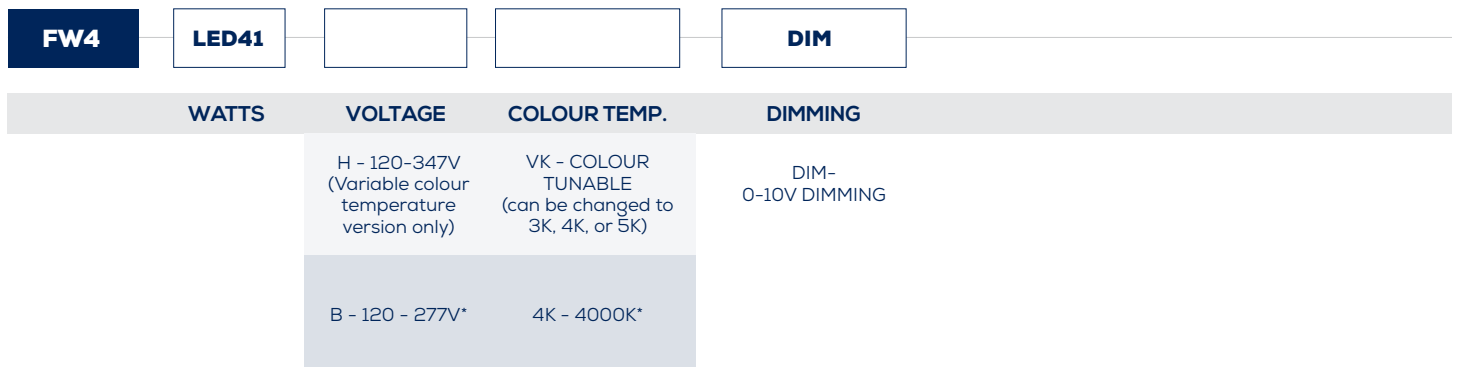 FW4 LED41 DIM
WATTS VOLTAGE COLOUR TEMP. DIMMING
H - 120-347V
(Variable colour
temperature
version only)
VK - COLOUR
TUNABLE
(can be changed to
3K, 4K, or 5K)
DIM-
0-10V DIMMING
B - 120 - 277V*
4K - 4000K*